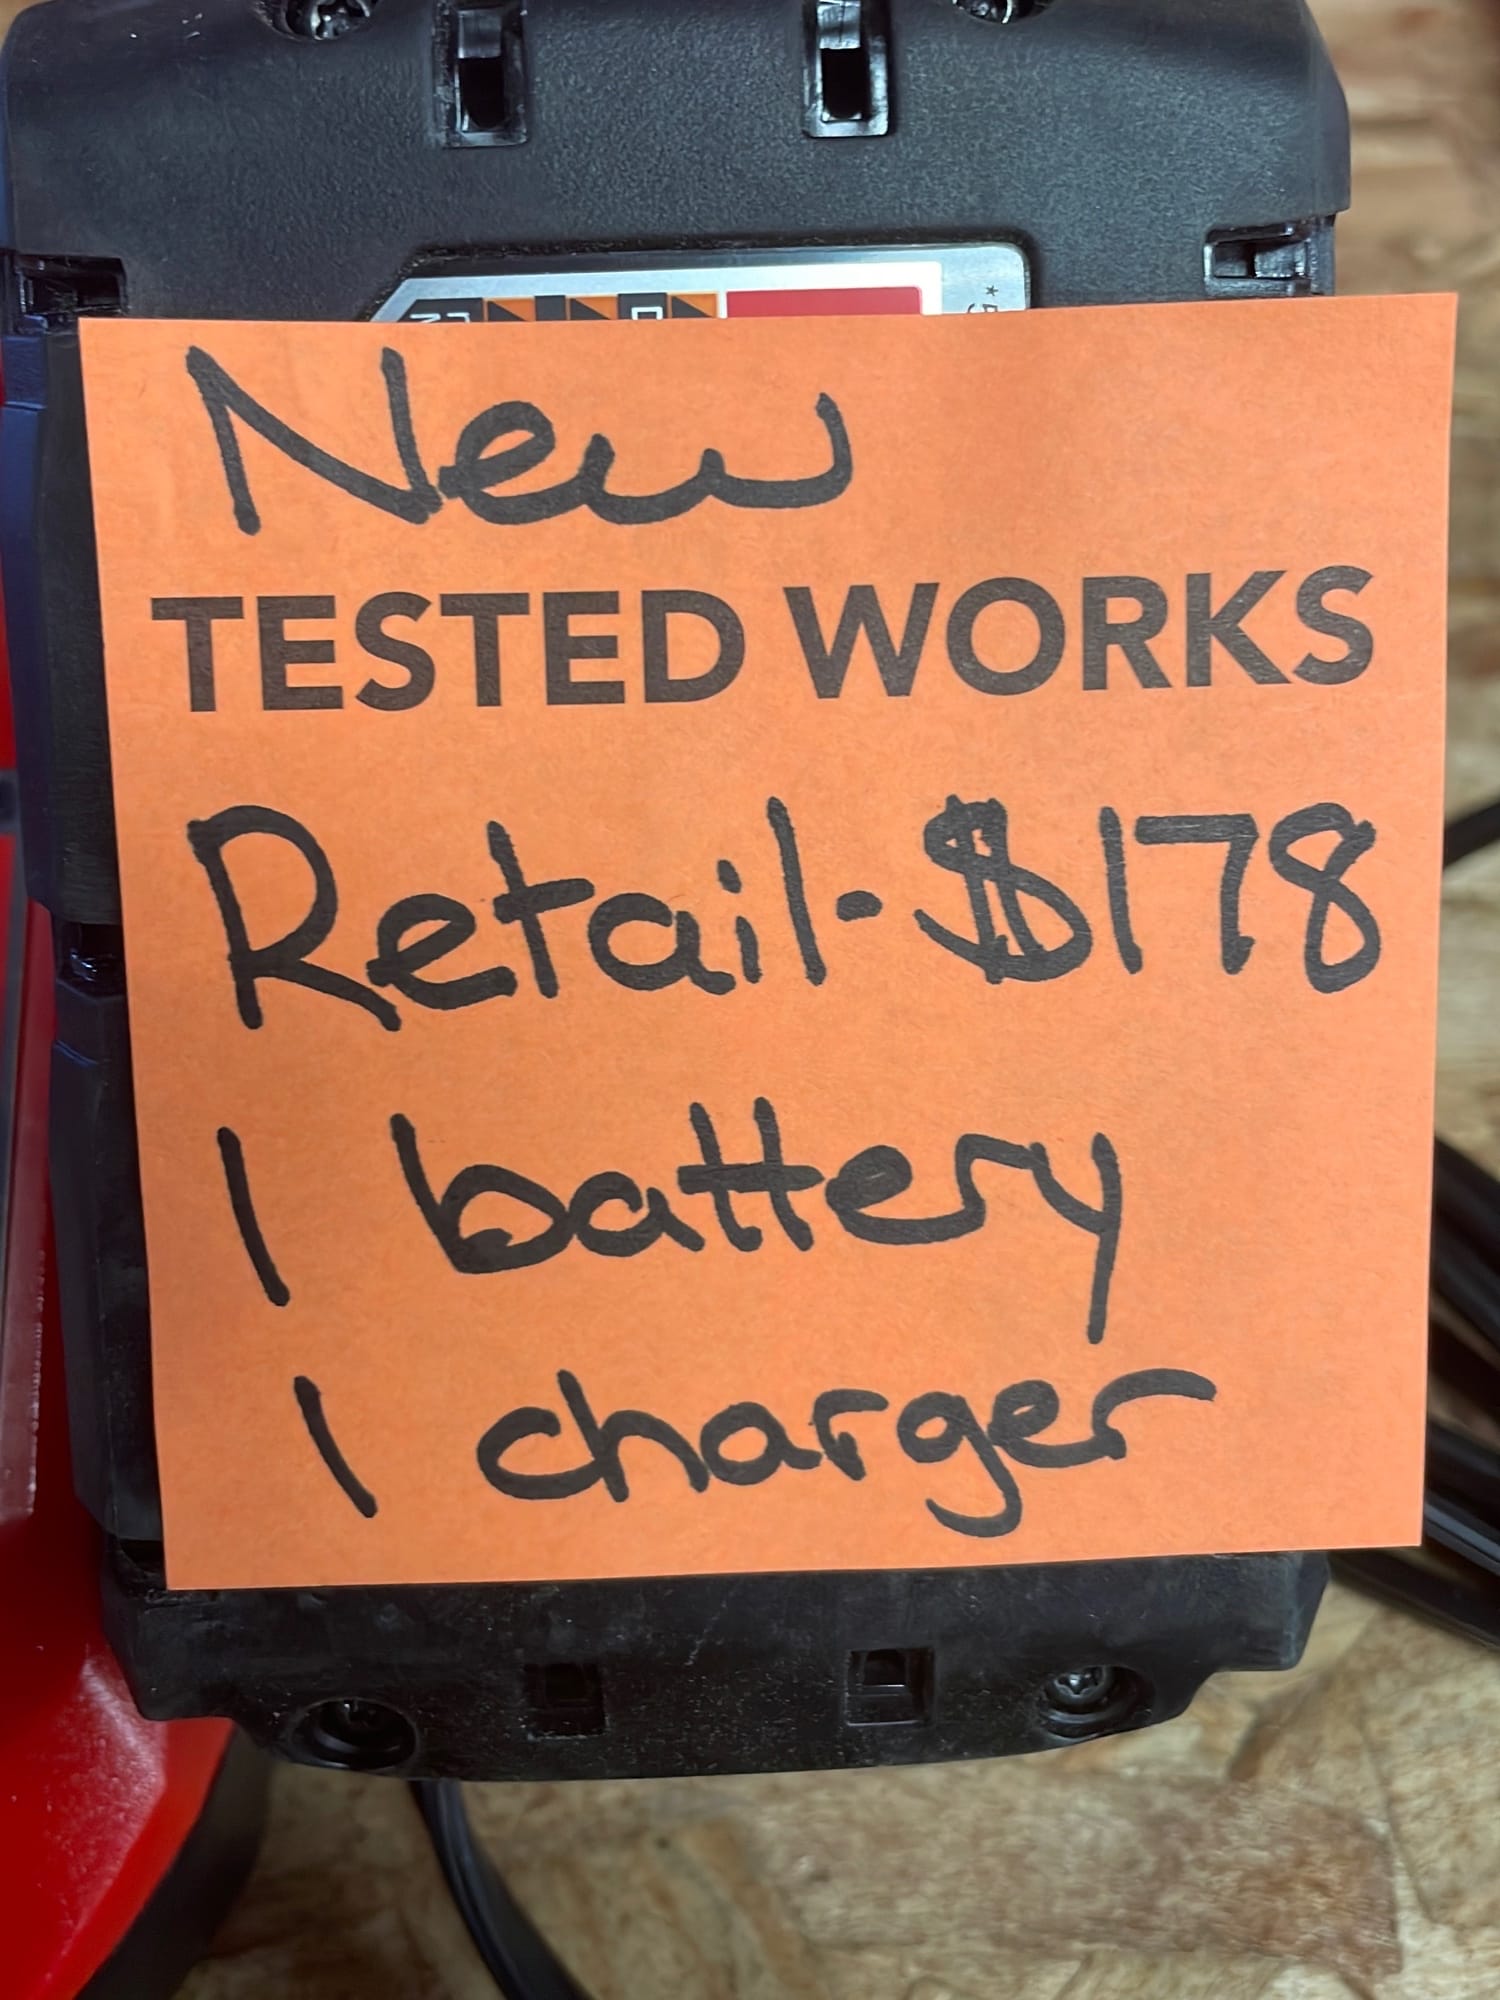 New
TESTED WORKS
Retail-$178
1 battery
1 charger